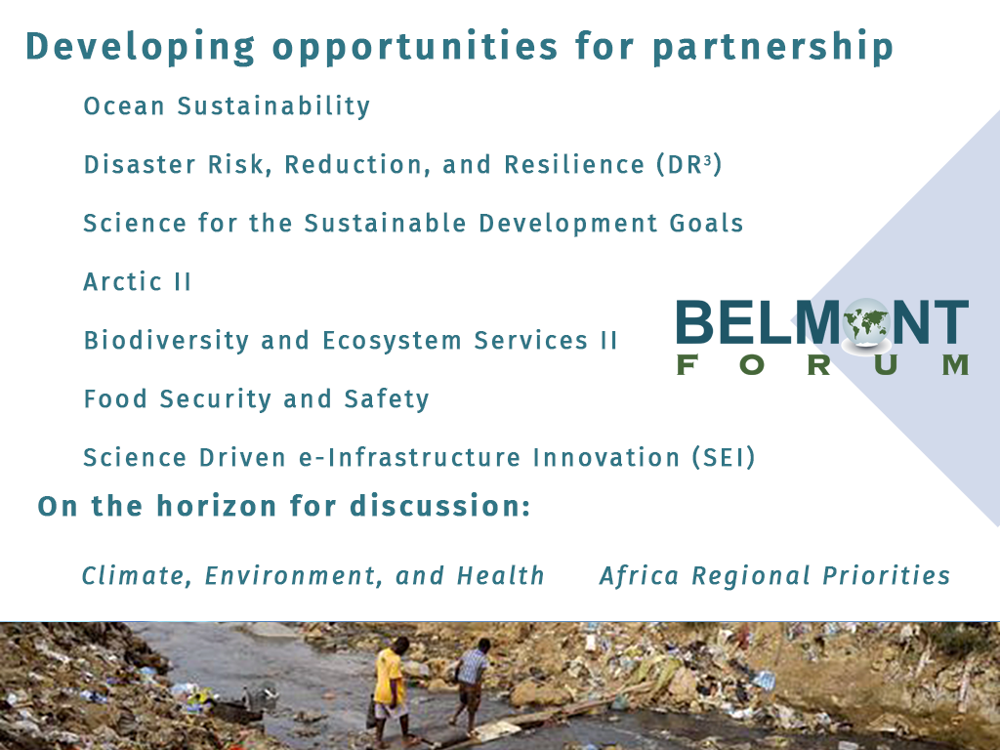 Developing opportunities for partnership
Ocean Sustainability
Disaster Risk, Reduction, and Resilience (DR³)
Science for the Sustainable Development Goals
Arctic II
Biodiversity and Ecosystem Services II
BELMONT
FORUM
Food Security and Safety
Science Driven e-Infrastructure Innovation (SEI)
On the horizon for discussion:
Climate, Environment, and Health
Africa Regional Priorities